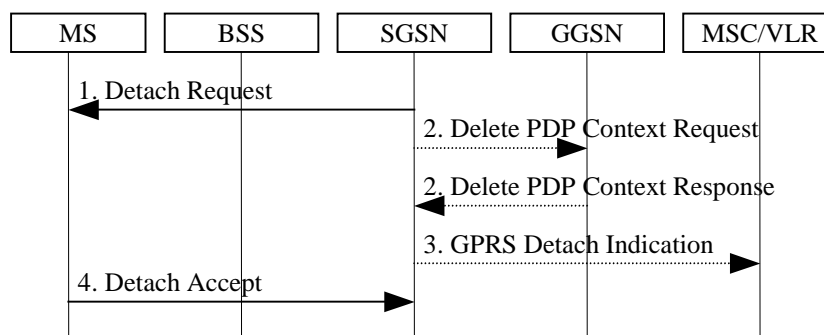 MS
BSS
SGSN
GGSN
MSC/VLR
1. Detach Request
2. Delete PDP Context Request
2. Delete PDP Context Response
3. GPRS Detach Indication
4. Detach Accept